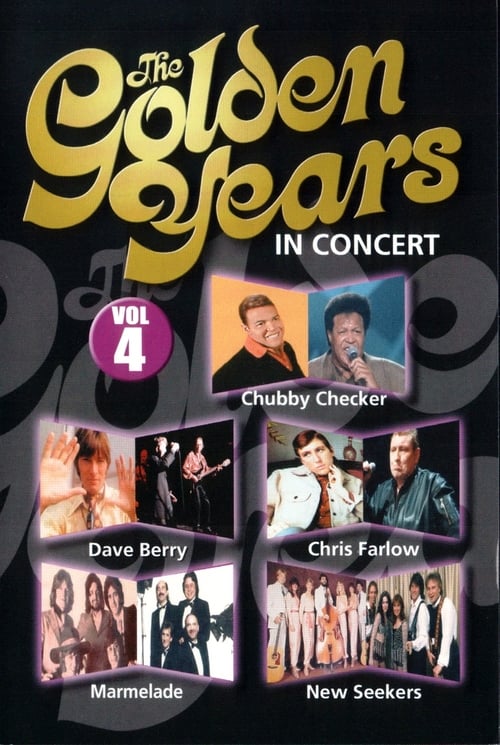 The
Golden
Years
IN CONCERT
VOL
4
Chubby Checker
Dave Berry
Chris Farlow
Marmelade
New Seekers